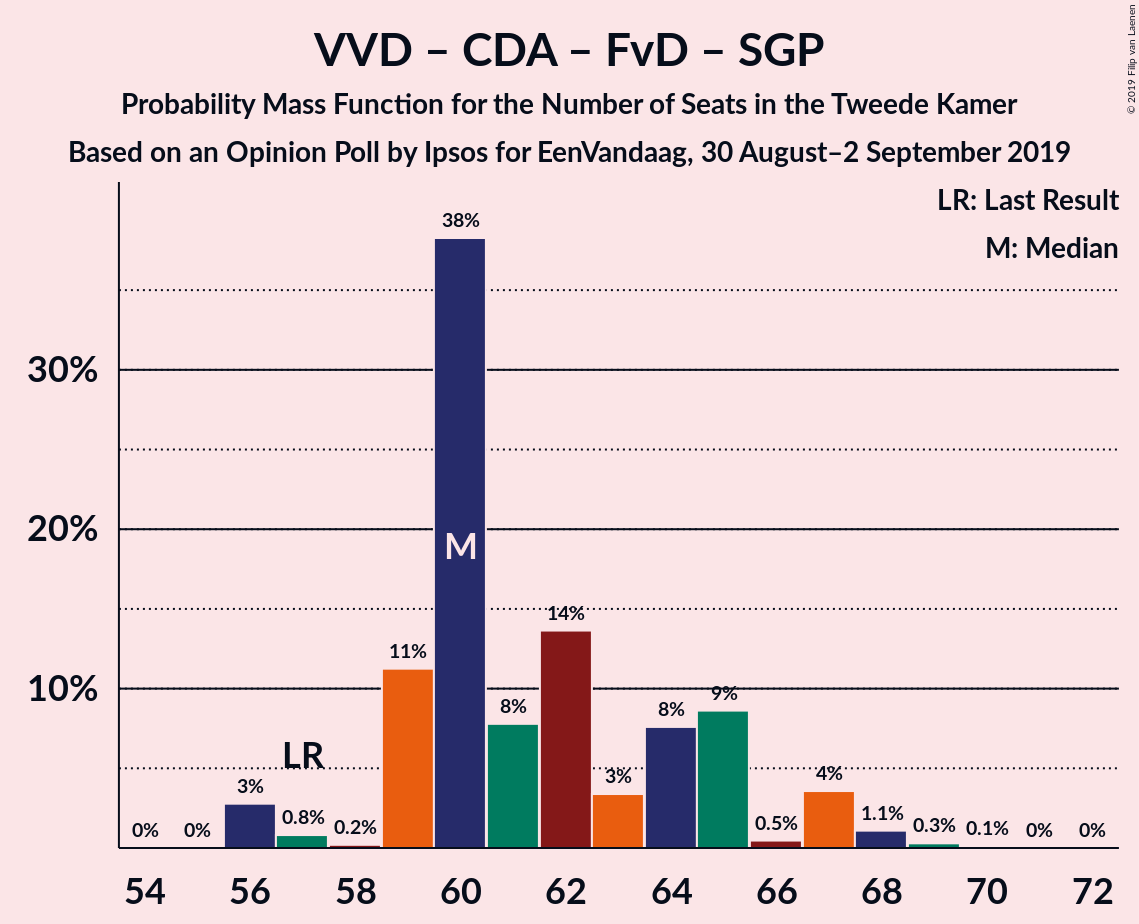 © 2019 Filip van Laenen
VVD – CDA – FvD – SGP
Probability Mass Function for the Number of Seats in the Tweede Kamer
Based on an Opinion Poll by Ipsos for EenVandaag, 30 August–2 September 2019
LR: Last Result
M: Median
30%
20%
10%
0%
0%
3%
LR
0.8%
0.2%
11%
38%
M
8%
14%
3%
8%
9%
0.5%
4%
1.1%
0.3%
0.1%
0%
0%
54 56 58 60 62 64 66 68 70 72